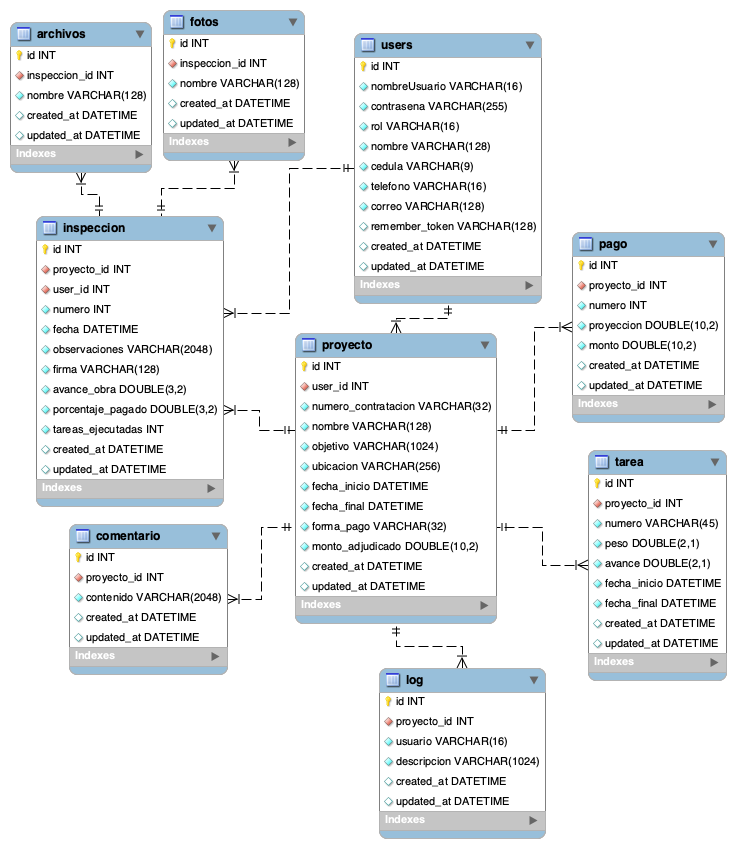 archivos
id INT
inspeccion_id INT
nombre VARCHAR(128)
created_at DATETIME
updated_at DATETIME
Indexes
fotos
id INT
inspeccion_id INT
nombre VARCHAR(128)
created_at DATETIME
updated_at DATETIME
Indexes
users
id INT
nombreUsuario VARCHAR(16)
contrasena VARCHAR(255)
rol VARCHAR(16)
nombre VARCHAR(128)
cedula VARCHAR(9)
telefono VARCHAR(16)
correo VARCHAR(128)
remember_token VARCHAR(128)
created_at DATETIME
updated_at DATETIME
Indexes
inspeccion
id INT
proyecto_id INT
user_id INT
numero INT
fecha DATETIME
observaciones VARCHAR(2048)
firma VARCHAR(128)
avance_obra DOUBLE(3,2)
porcentaje_pagado DOUBLE(3,2)
tareas_ejecutadas INT
created_at DATETIME
updated_at DATETIME
Indexes
pago
id INT
proyecto_id INT
numero INT
proyeccion DOUBLE(10,2)
monto DOUBLE(10,2)
created_at DATETIME
updated_at DATETIME
Indexes
proyecto
id INT
user_id INT
numero_contratacion VARCHAR(32)
nombre VARCHAR(128)
objetivo VARCHAR(1024)
ubicacion VARCHAR(256)
fecha_inicio DATETIME
fecha_final DATETIME
forma_pago VARCHAR(32)
monto_adjudicado DOUBLE(10,2)
created_at DATETIME
updated_at DATETIME
Indexes
tarea
id INT
proyecto_id INT
numero VARCHAR(45)
peso DOUBLE(2,1)
avance DOUBLE(2,1)
fecha_inicio DATETIME
fecha_final DATETIME
created_at DATETIME
updated_at DATETIME
Indexes
comentario
id INT
proyecto_id INT
contenido VARCHAR(2048)
created_at DATETIME
updated_at DATETIME
Indexes
log
id INT
proyecto_id INT
usuario VARCHAR(16)
descripcion VARCHAR(1024)
created_at DATETIME
updated_at DATETIME
Indexes